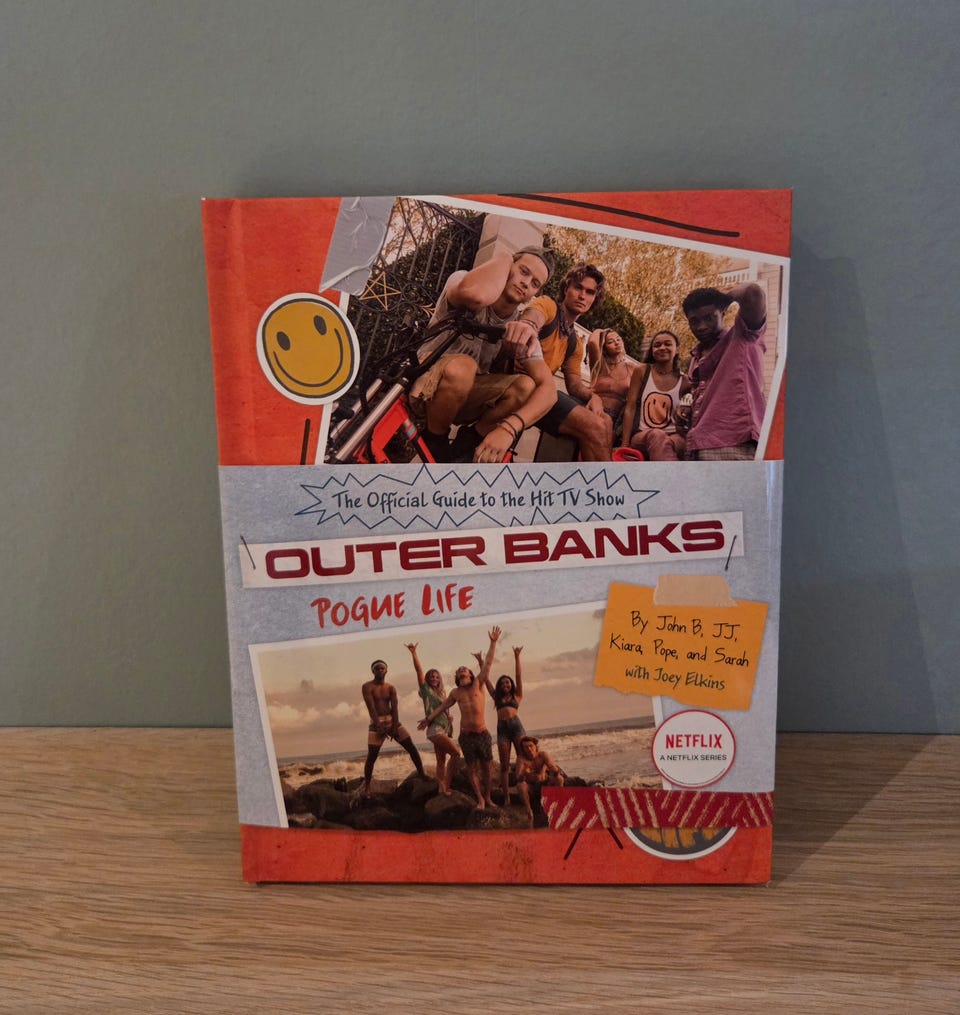 The Official Guide to the Hit TV Show
OUTER BANKS
POGUE LIFE
By John B, JJ,
Kiara, Pope, and Sarah
with Joey Elkins
NETFLIX
A NETFLIX SERIES